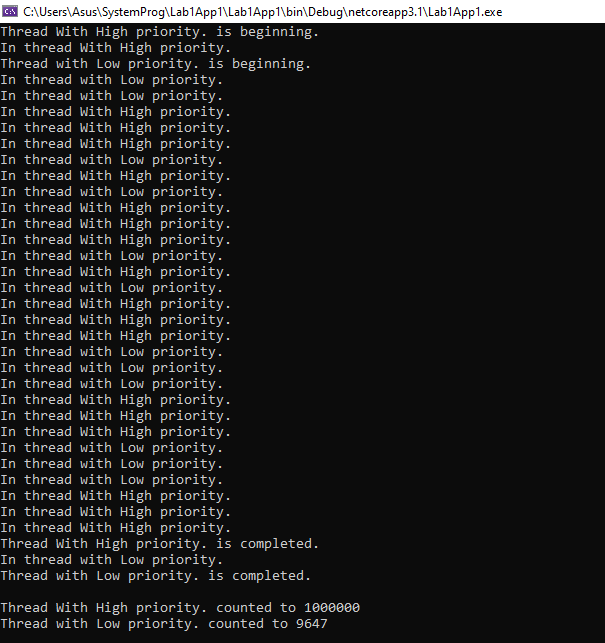 C:\Users\Asus\SystemProg\Lab1App1\Lab1App1\bin\Debug\netcoreapp3.1\Lab1App1.exe
Thread With High priority. is beginning.
In thread With High priority.
Thread with Low priority. is beginning.
In thread with Low priority.
In thread with Low priority.
In thread With High priority.
In thread With High priority.
In thread With High priority.
In thread with Low priority.
In thread With High priority.
In thread with Low priority.
In thread With High priority.
In thread With High priority.
In thread With High priority.
In thread with Low priority.
In thread With High priority.
In thread with Low priority.
In thread With High priority.
In thread With High priority.
In thread With High priority.
In thread with Low priority.
In thread with Low priority.
In thread with Low priority.
In thread With High priority.
In thread With High priority.
In thread With High priority.
In thread with Low priority.
In thread with Low priority.
In thread with Low priority.
In thread With High priority.
In thread With High priority.
In thread With High priority.
Thread With High priority. is completed.
In thread with Low priority.
Thread with Low priority. is completed.
Thread With High priority. counted to 1000000
Thread with Low priority. counted to 9647